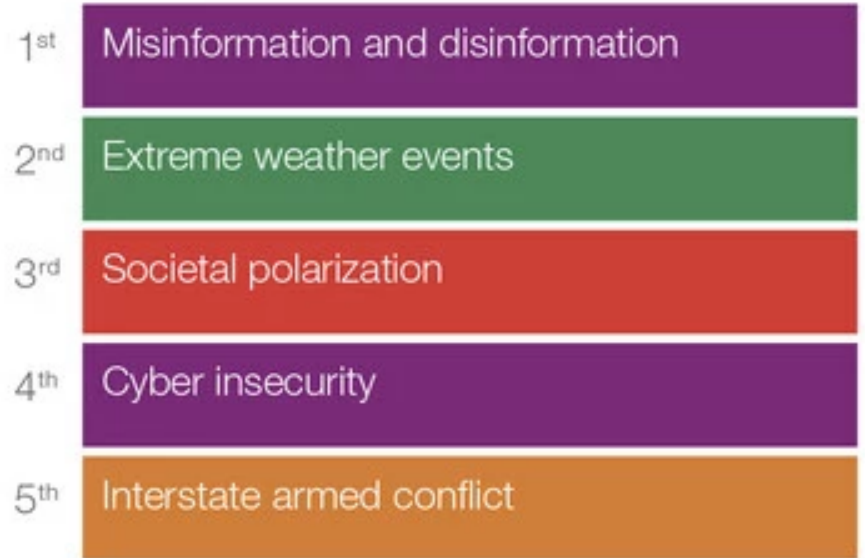 1st Misinformation and disinformation
2nd Extreme weather events
3rd Societal polarization
4th Cyber insecurity
5th Interstate armed conflict